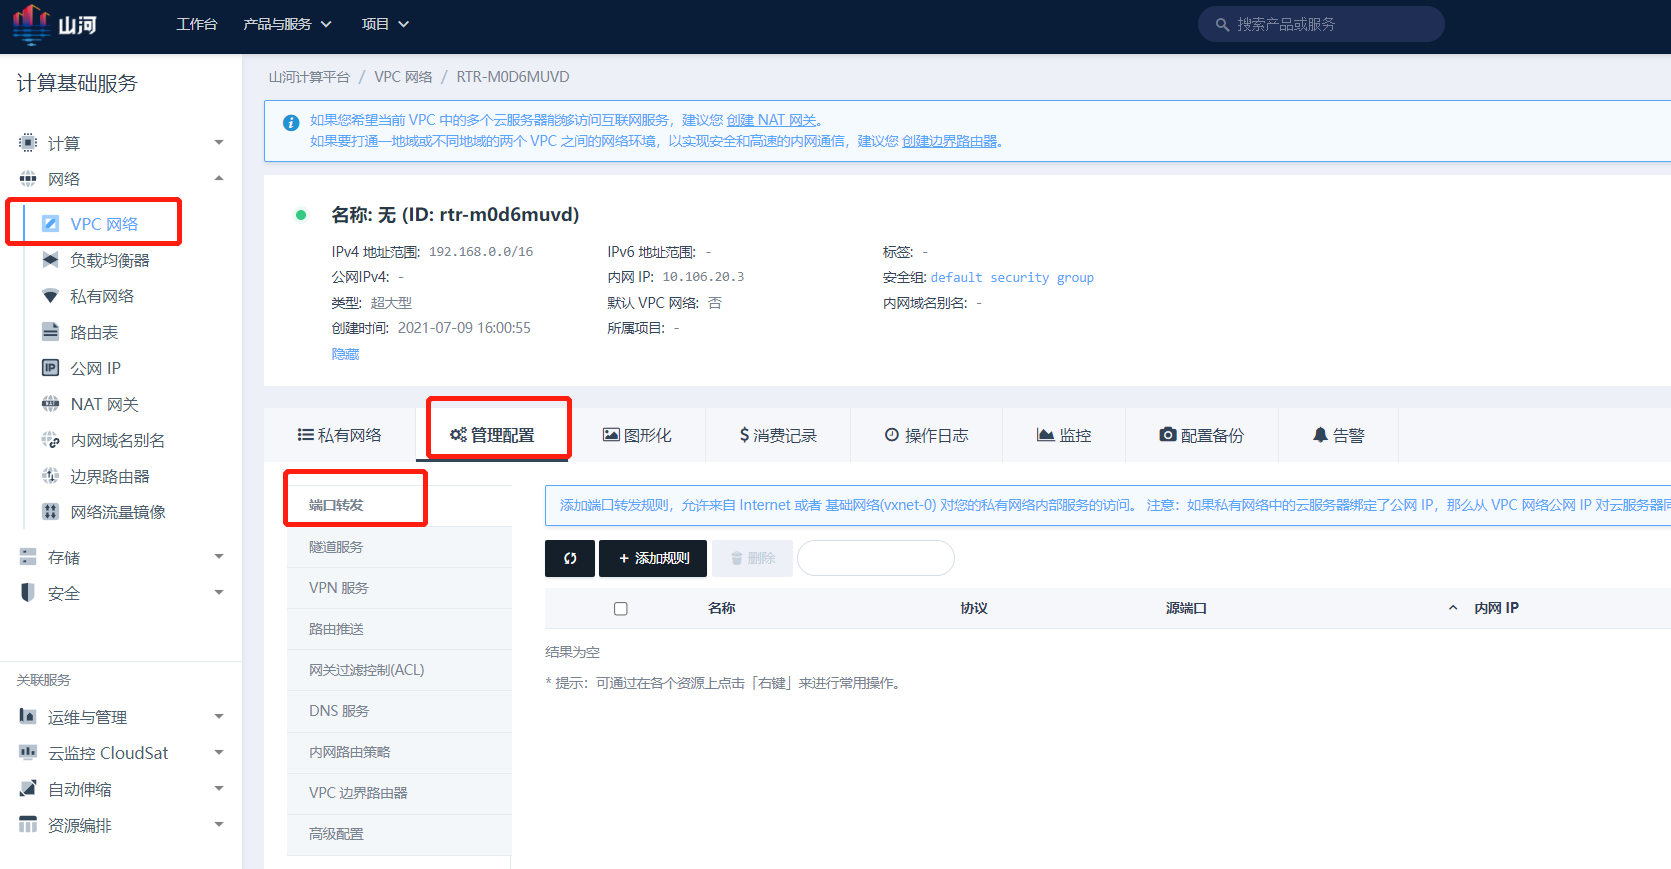 山河
工作台
产品与服务
项目
搜索产品或服务
计算基础服务
计算
网络
VPC 网络
负载均衡器
私有网络
路由表
IP 公网 IP
NAT 网关
内网域名别名
边界路由器
网络流量镜像
存储
安全
关联服务
运维与管理
云监控 CloudSat
自动伸缩
资源编排
山河计算平台 / VPC 网络 / RTR-M0D6MUVD
如果您希望当前 VPC 中的多个云服务器能够访问互联网服务，建议您 创建 NAT 网关。
如果要打通一地域或不同地域的两个 VPC 之间的网络环境，以实现安全和高速的内网通信，建议您 创建边界路由器。
名称: 无 (ID: rtr-m0d6muvd)
IPv4 地址范围: 192.168.0.0/16
IPv6 地址范围: -
标签: -
公网IPv4: -
内网 IP: 10.106.20.3
安全组: default security group
类型: 超大型
默认 VPC 网络: 否
内网域名别名: -
创建时间: 2021-07-09 16:00:55
所属项目: -
隐藏
私有网络
管理配置
图形化
$ 消费记录
操作日志
监控
配置备份
告警
端口转发
隧道服务
VPN 服务
路由推送
网关过滤控制(ACL)
DNS 服务
内网路由策略
VPC 边界路由器
高级配置
添加端口转发规则，允许来自 Internet 或者 基础网络(vxnet-0) 对您的私有网络内部服务的访问。 注意：如果私有网络中的云服务器绑定了公网 IP，那么从 VPC 网络公网 IP 对云服务器
+ 添加规则
删除
名称
协议
源端口
内网 IP
结果为空
* 提示：可通过在各个资源上点击「右键」来进行常用操作。